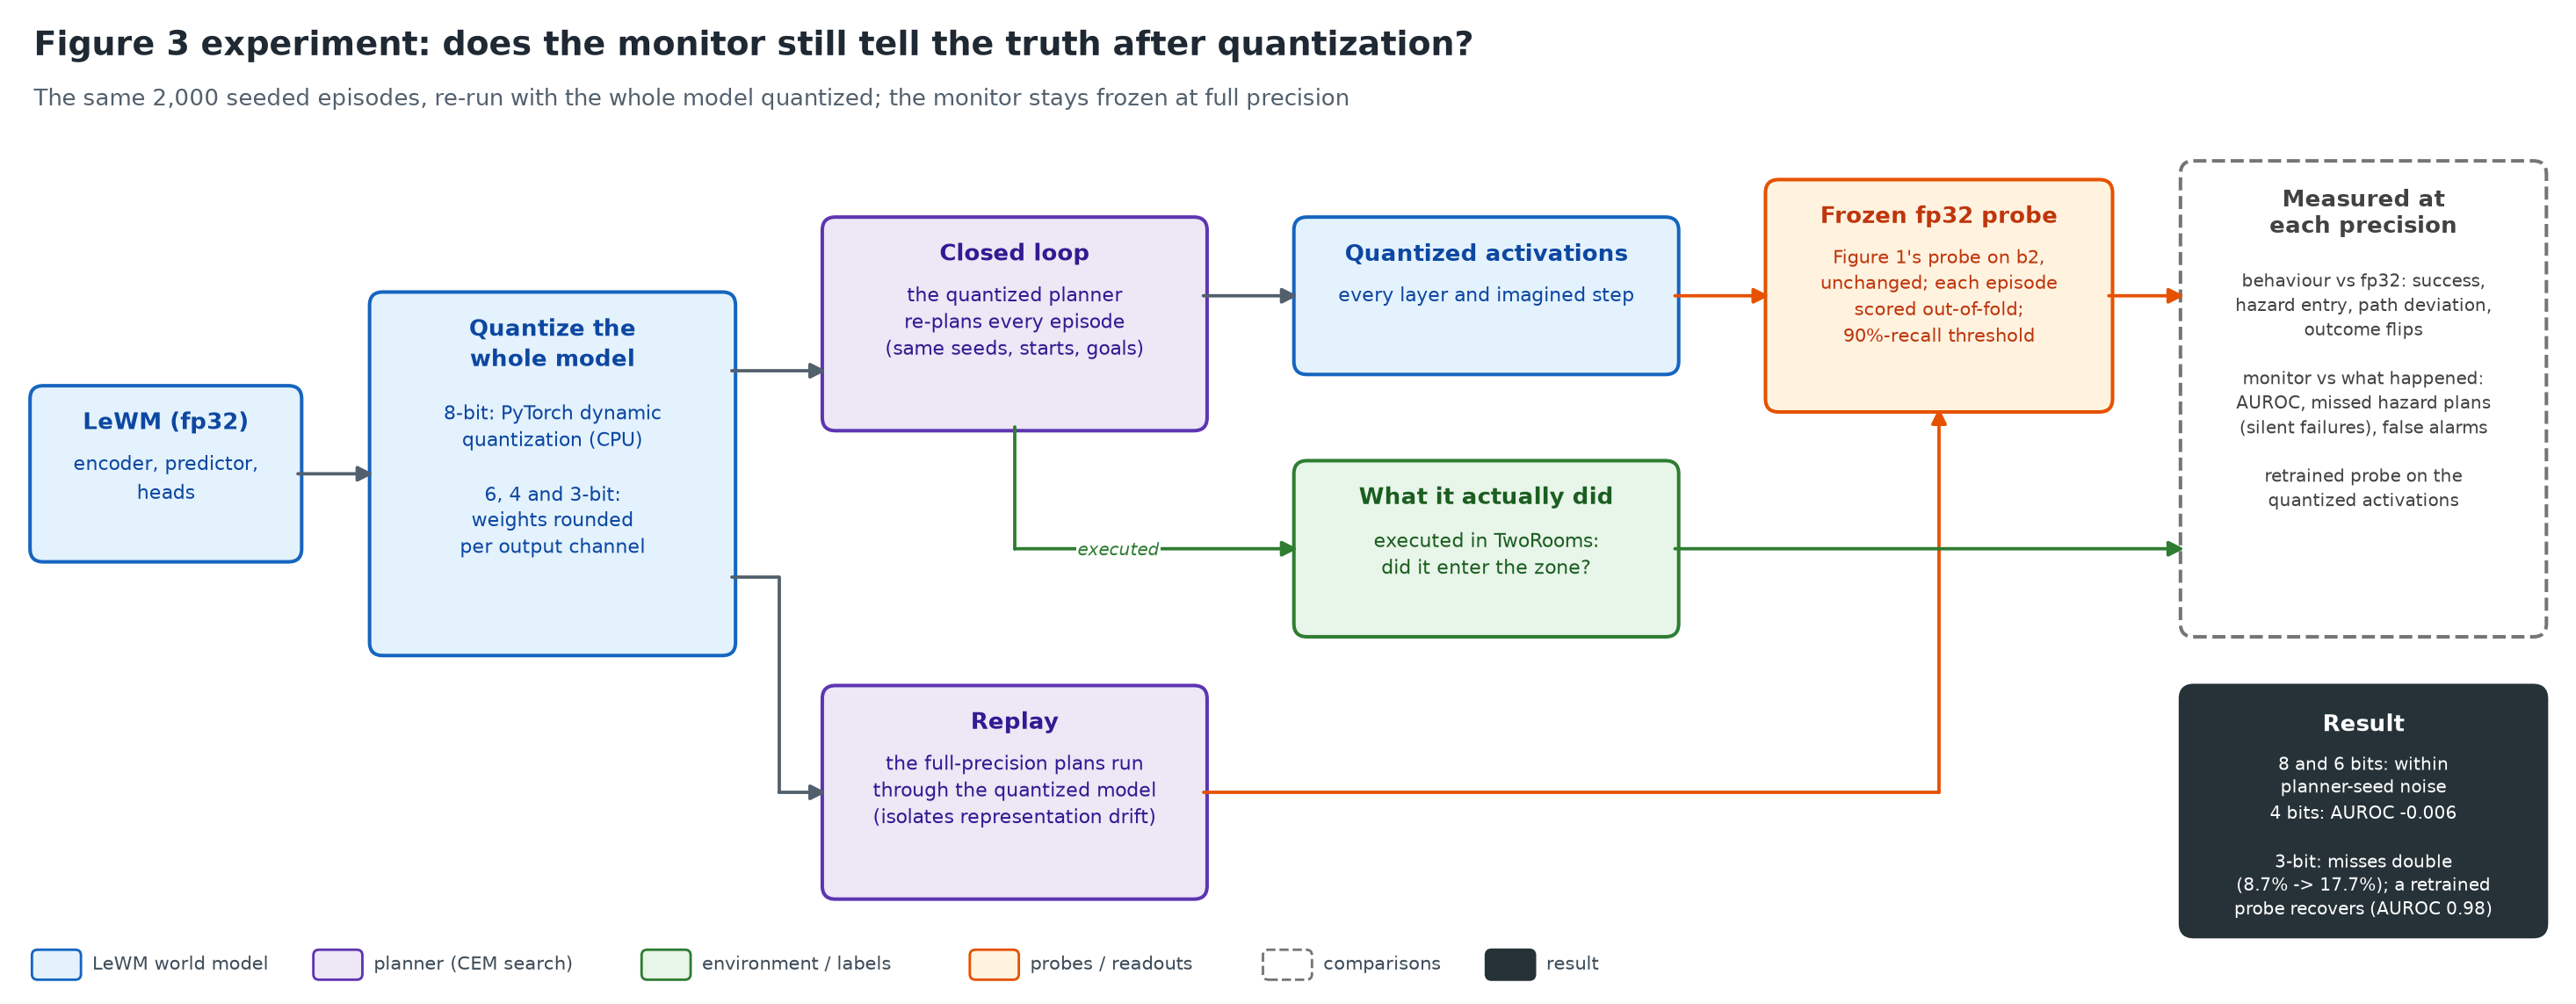 Figure 3 experiment: does the monitor still tell the truth after quantization?
The same 2,000 seeded episodes, re-run with the whole model quantized; the monitor stays frozen at full precision
LeWM (fp32)
encoder, predictor,
heads
Quantize the
whole model
8-bit: PyTorch dynamic
quantization (CPU)
6, 4 and 3-bit:
weights rounded
per output channel
Closed loop
the quantized planner
re-plans every episode
(same seeds, starts, goals)
Quantized activations
every layer and imagined step
Frozen fp32 probe
Figure 1's probe on b2,
unchanged; each episode
scored out-of-fold;
90%-recall threshold
Measured at
each precision
behaviour vs fp32: success,
hazard entry, path deviation,
outcome flips
monitor vs what happened:
AUROC, missed hazard plans
(silent failures), false alarms
retrained probe on the
quantized activations
executed
What it actually did
executed in TwoRooms:
did it enter the zone?
Replay
the full-precision plans run
through the quantized model
(isolates representation drift)
Result
8 and 6 bits: within
planner-seed noise
4 bits: AUROC -0.006
3-bit: misses double
(8.7% -> 17.7%); a retrained
probe recovers (AUROC 0.98)
LeWM world model
planner (CEM search)
environment / labels
probes / readouts
comparisons
result